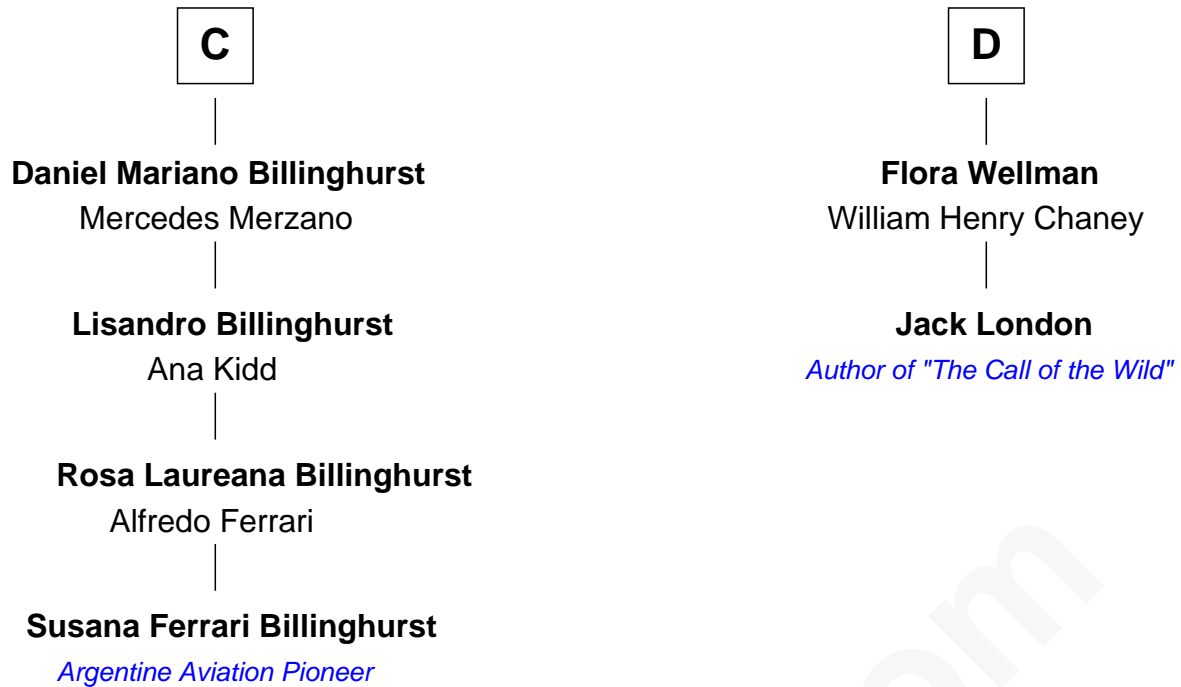 C
Daniel Mariano Billinghurst
Mercedes Merzano
Lisandro Billinghurst
Ana Kidd
Rosa Laureana Billinghurst
Alfredo Ferrari
Susana Ferrari Billinghurst
Argentine Aviation Pioneer
D
Flora Wellman
William Henry Chaney
Jack London
Author of "The Call of the Wild"
om